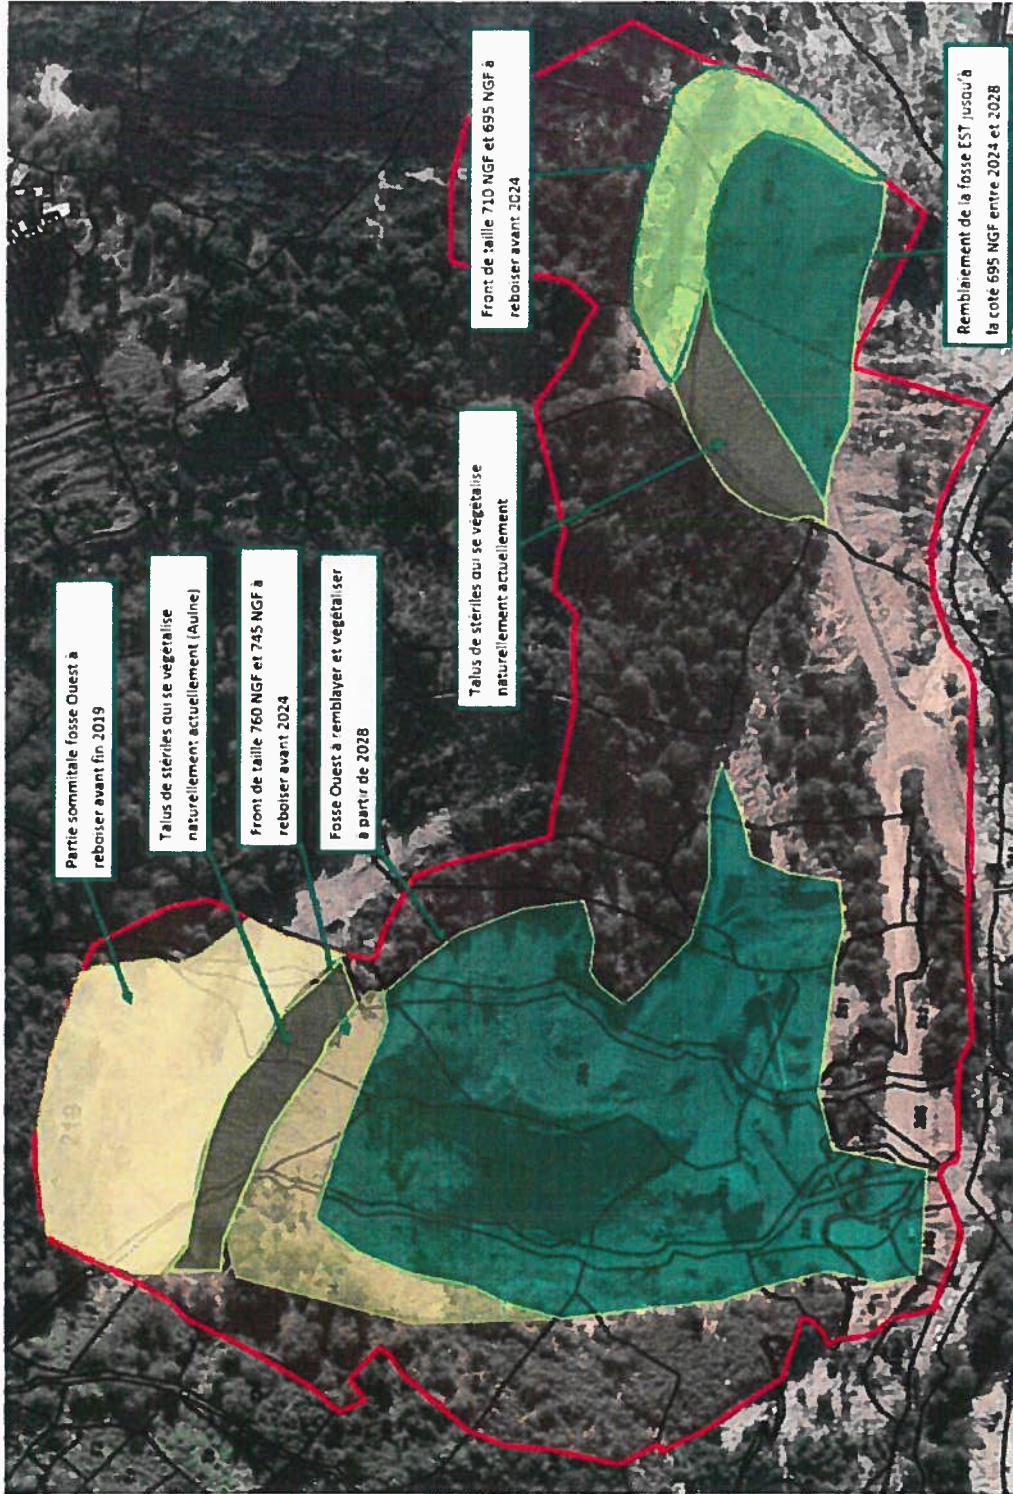 Partie sommitale fosse Ouest à
reboiser avant fin 2019
Talus de stériles qui se végétalise
naturellement actuellement (Aulne)
Front de taille 760 NGF et 745 NGF à
reboiser avant 2024
Fosse Ouest à remblayer et végétaliser
à partir de 2028
Talus de stériles qui se végétalise
naturellement actuellement
Front de taille 710 NGF et 695 NGF à
reboiser avant 2024
Remblaiement de la fosse EST jusqu'à
la coté 695 NGF entre 2024 et 2028
219